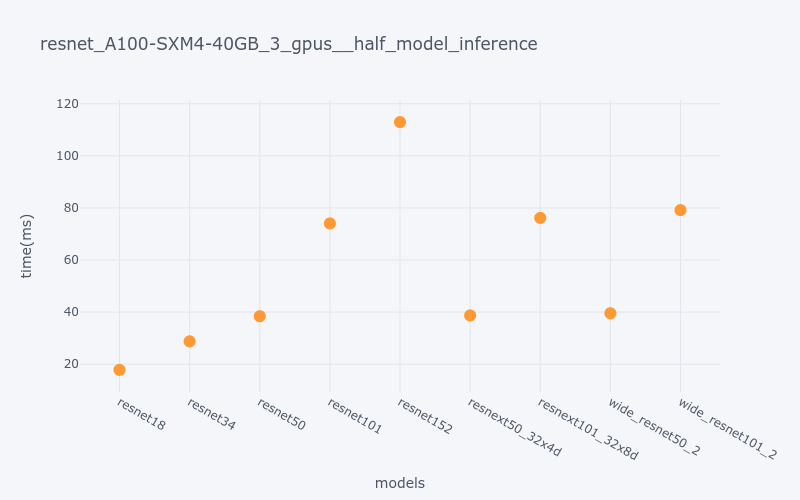 resnet_A100-SXM4-40GB_3_gpus__half_model_inference
time(ms)
120
100
80
60
40
20
resnet18
resnet34
resnet50
resnet101
resnet152
resnext50_32x4d
resnext101_32x8d
wide_resnet50_2
wide_resnet101_2
models